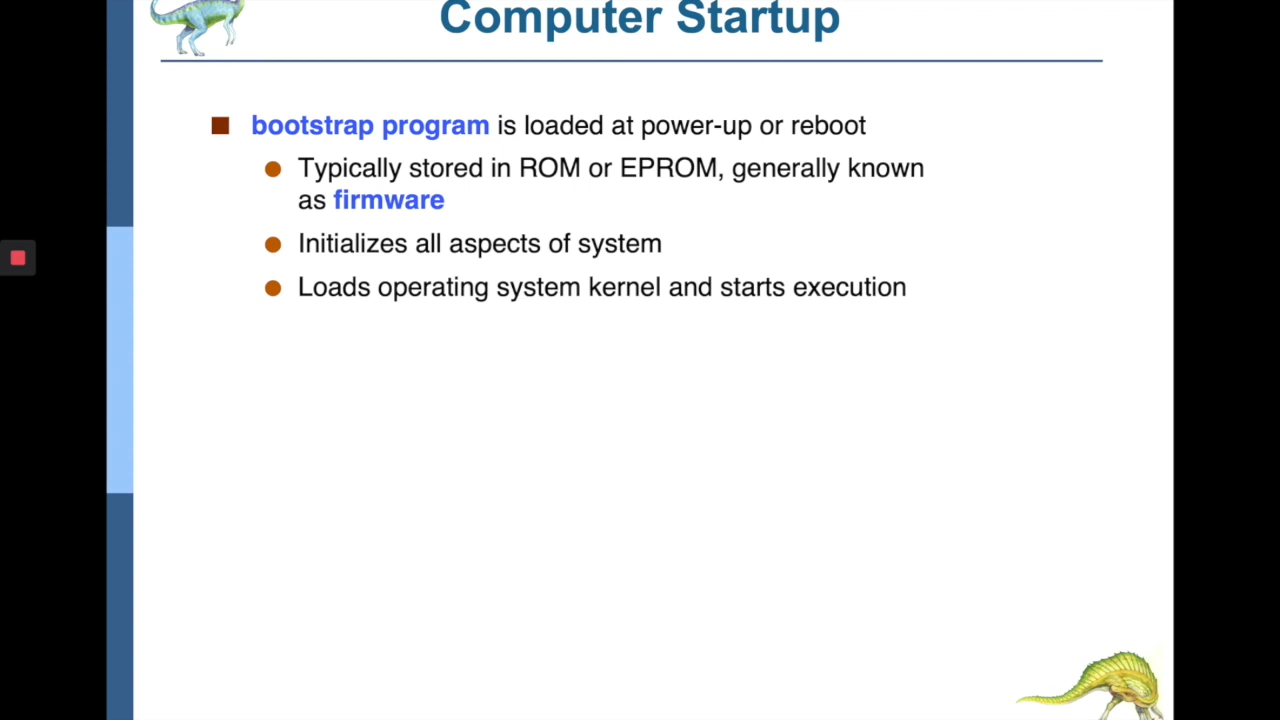 Computer Startup
bootstrap program is loaded at power-up or reboot
Typically stored in ROM or EPROM, generally known
as firmware
Initializes all aspects of system
Loads operating system kernel and starts execution